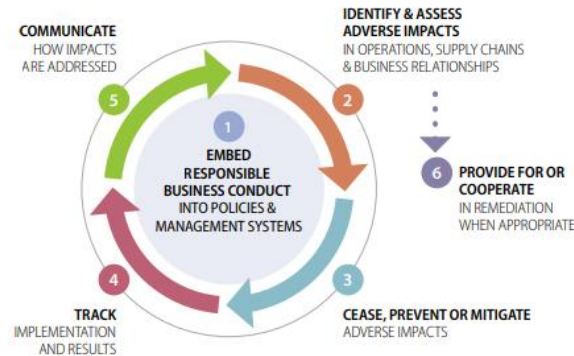 1
EMBED
RESPONSIBLE
BUSINESS CONDUCT
INTO POLICIES &
MANAGEMENT SYSTEMS
2
IDENTIFY & ASSESS
ADVERSE IMPACTS
IN OPERATIONS, SUPPLY CHAINS
& BUSINESS RELATIONSHIPS
3
CEASE, PREVENT OR MITIGATE
ADVERSE IMPACTS
4
TRACK
IMPLEMENTATION
AND RESULTS
5
COMMUNICATE
HOW IMPACTS
ARE ADDRESSED
6
PROVIDE FOR OR
COOPERATE
IN REMEDIATION
WHEN APPROPRIATE